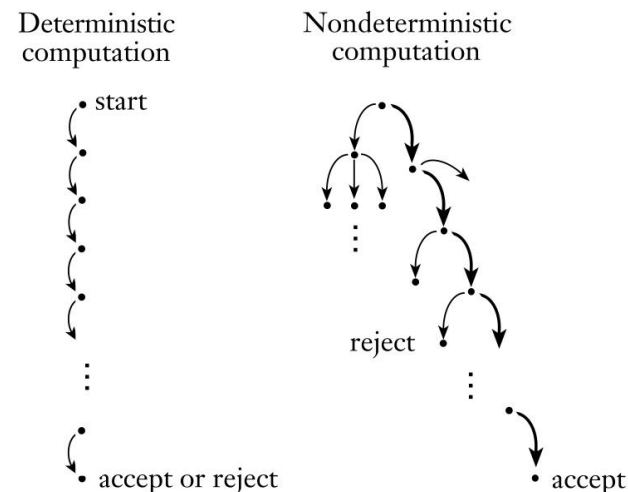 Deterministic
computation
Nondeterministic
computation
start
reject
accept or reject
accept